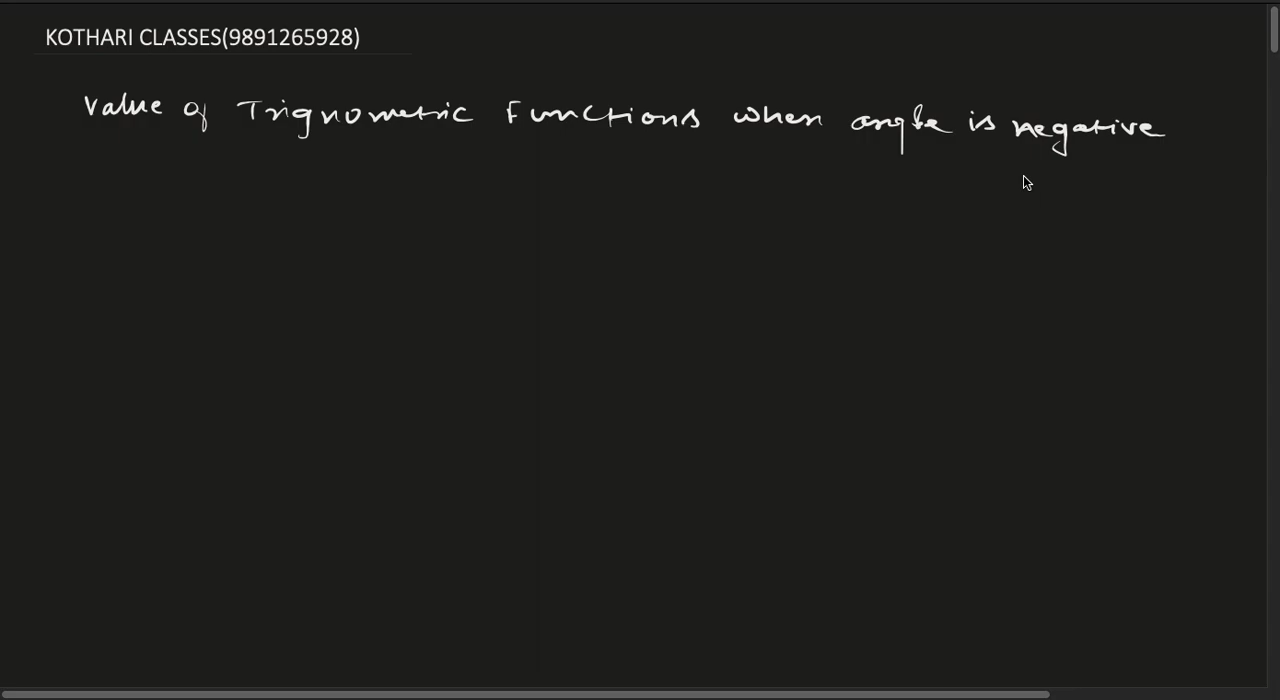 KOTHARI CLASSES(9891265928)
Value of Trignometric Functions when angle is negative